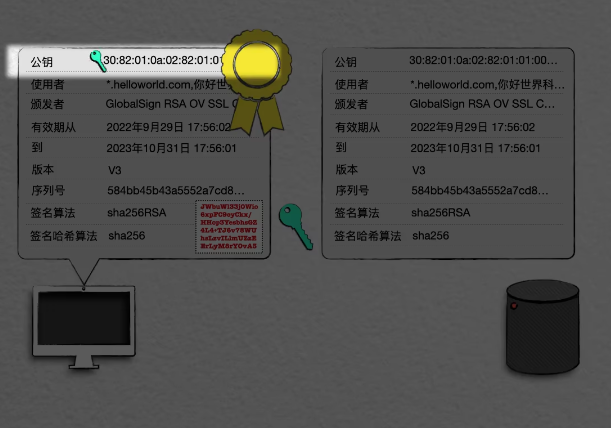 公钥 30:82:01:0a:02:82:01:01
使用者 *.helloworld.com,你好世
颁发者 GlobalSign RSA OV SSL C
有效期从 2022年9月29日 17:56:02
到 2023年10月31日 17:56:01
版本 V3
序列号 584bb45b43a5552a7cd8...
签名算法 sha256RSA
签名哈希算法 sha256
30:82:01:0a:02:82:01:01:00...
使用者 *.helloworld.com,你好世界科...
颁发者 GlobalSign RSA OV SSL C...
有效期从 2022年9月29日 17:56:02
到 2023年10月31日 17:56:01
版本 V3
序列号 584bb45b43a5552a7cd8...
签名算法 sha256RSA
签名哈希算法 sha256
公钥